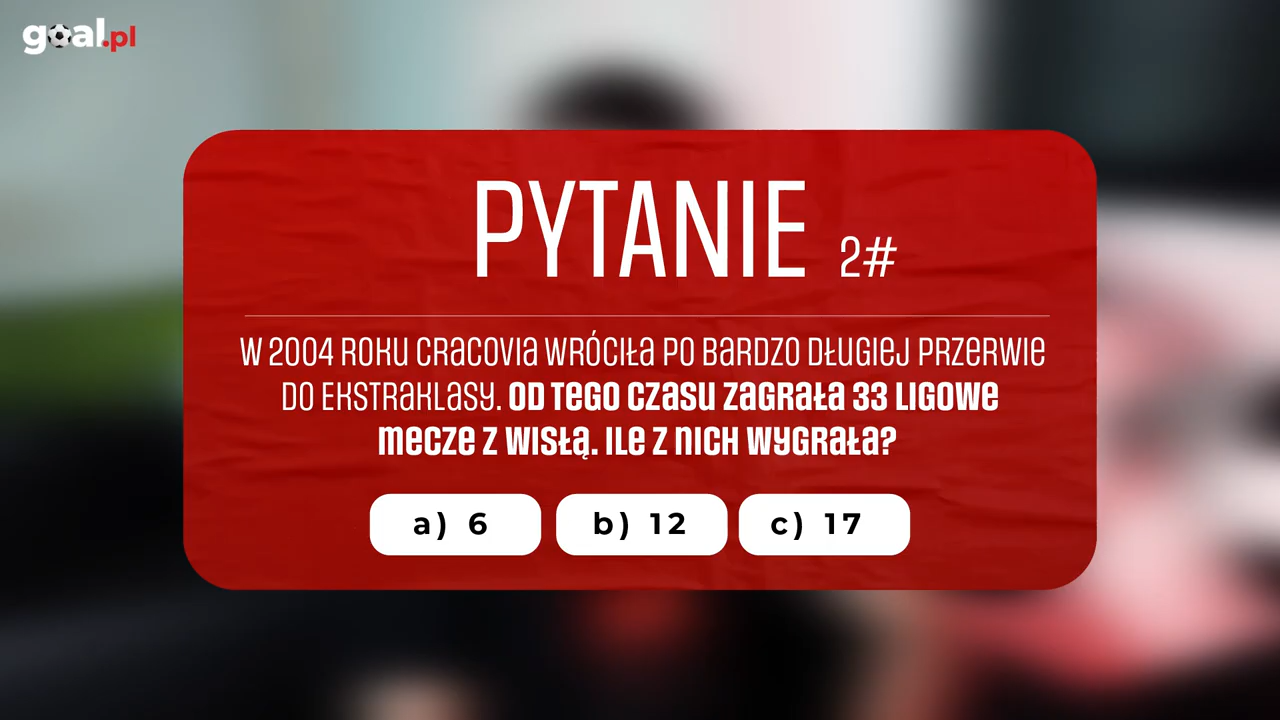 goal.pl
PYTANIE 2#
W 2004 ROKU CRACOVIA WRÓCIŁA PO BARDZO DŁUGIEJ PRZERWIE
DO EKSTRAKLASY. OD TEGO CZASU ZAGRAŁA 33 LIGOWE
MECZE Z WISŁĄ. ILE Z NICH WYGRAŁA?
a) 6 b) 12 c) 17